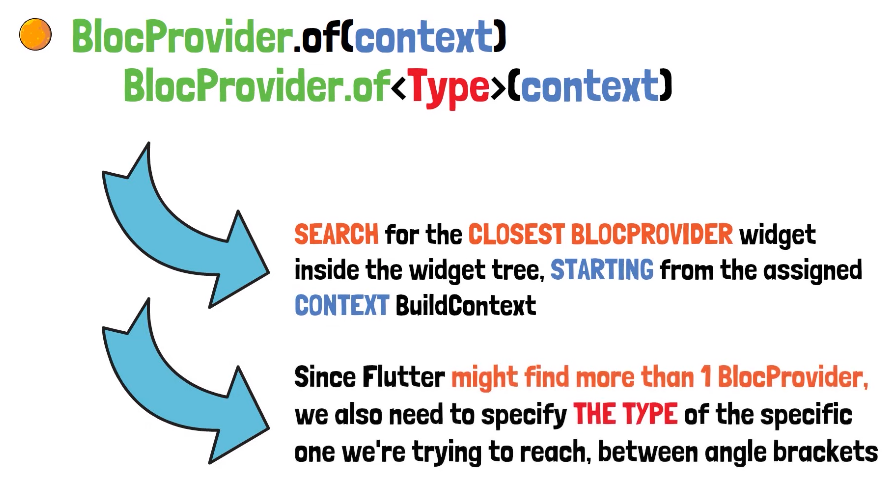 BlocProvider.of(context)
BlocProvider.of<Type>(context)
SEARCH for the CLOSEST BLOCPROVIDER widget
inside the widget tree, STARTING from the assigned
CONTEXT BuildContext
Since Flutter might find more than 1 BlocProvider,
we also need to specify THE TYPE of the specific
one we're trying to reach, between angle brackets